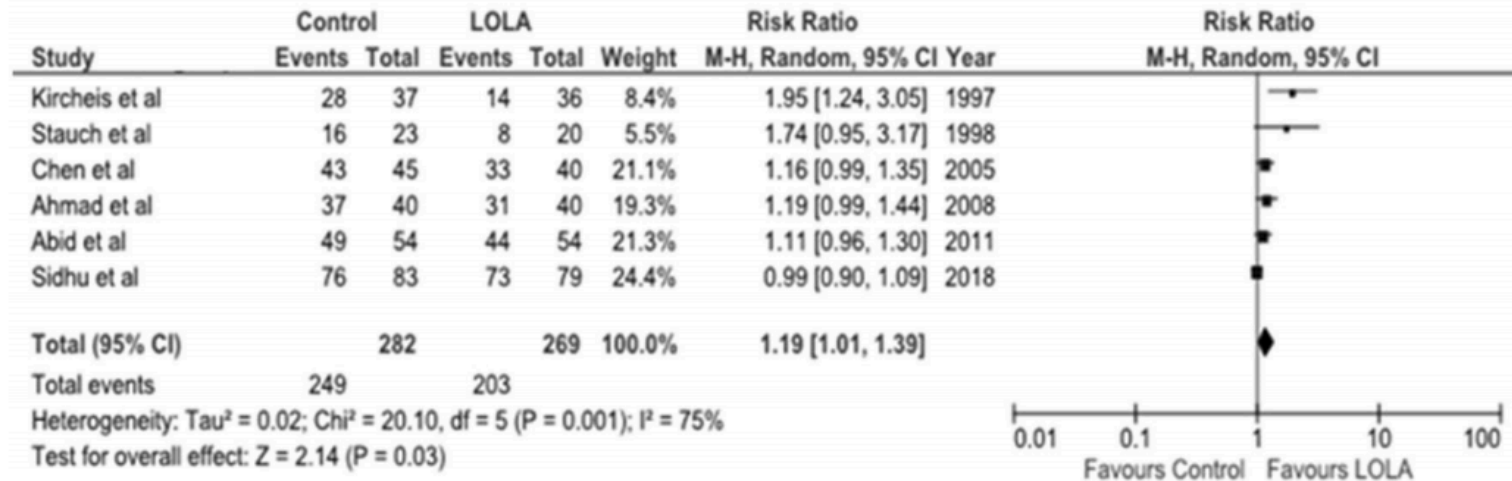 Control LOLA Risk Ratio Risk Ratio
Study Events Total Events Total Weight M-H, Random, 95% CI Year M-H, Random, 95% CI
Kircheis et al 28 37 14 36 8.4% 1.95 [1.24, 3.05] 1997
Stauch et al 16 23 8 20 5.5% 1.74 [0.95, 3.17] 1998
Chen et al 43 45 33 40 21.1% 1.16 [0.99, 1.35] 2005
Ahmad et al 37 40 31 40 19.3% 1.19 [0.99, 1.44] 2008
Abid et al 49 54 44 54 21.3% 1.11 [0.96, 1.30] 2011
Sidhu et al 76 83 73 79 24.4% 0.99 [0.90, 1.09] 2018
Total (95% CI) 282 269 100.0% 1.19 [1.01, 1.39]
Total events 249 203
Heterogeneity: Tau² = 0.02; Chi² = 20.10, df = 5 (P = 0.001); I² = 75%
Test for overall effect: Z = 2.14 (P = 0.03)
0.01 0.1 1 10 100
Favours Control Favours LOLA